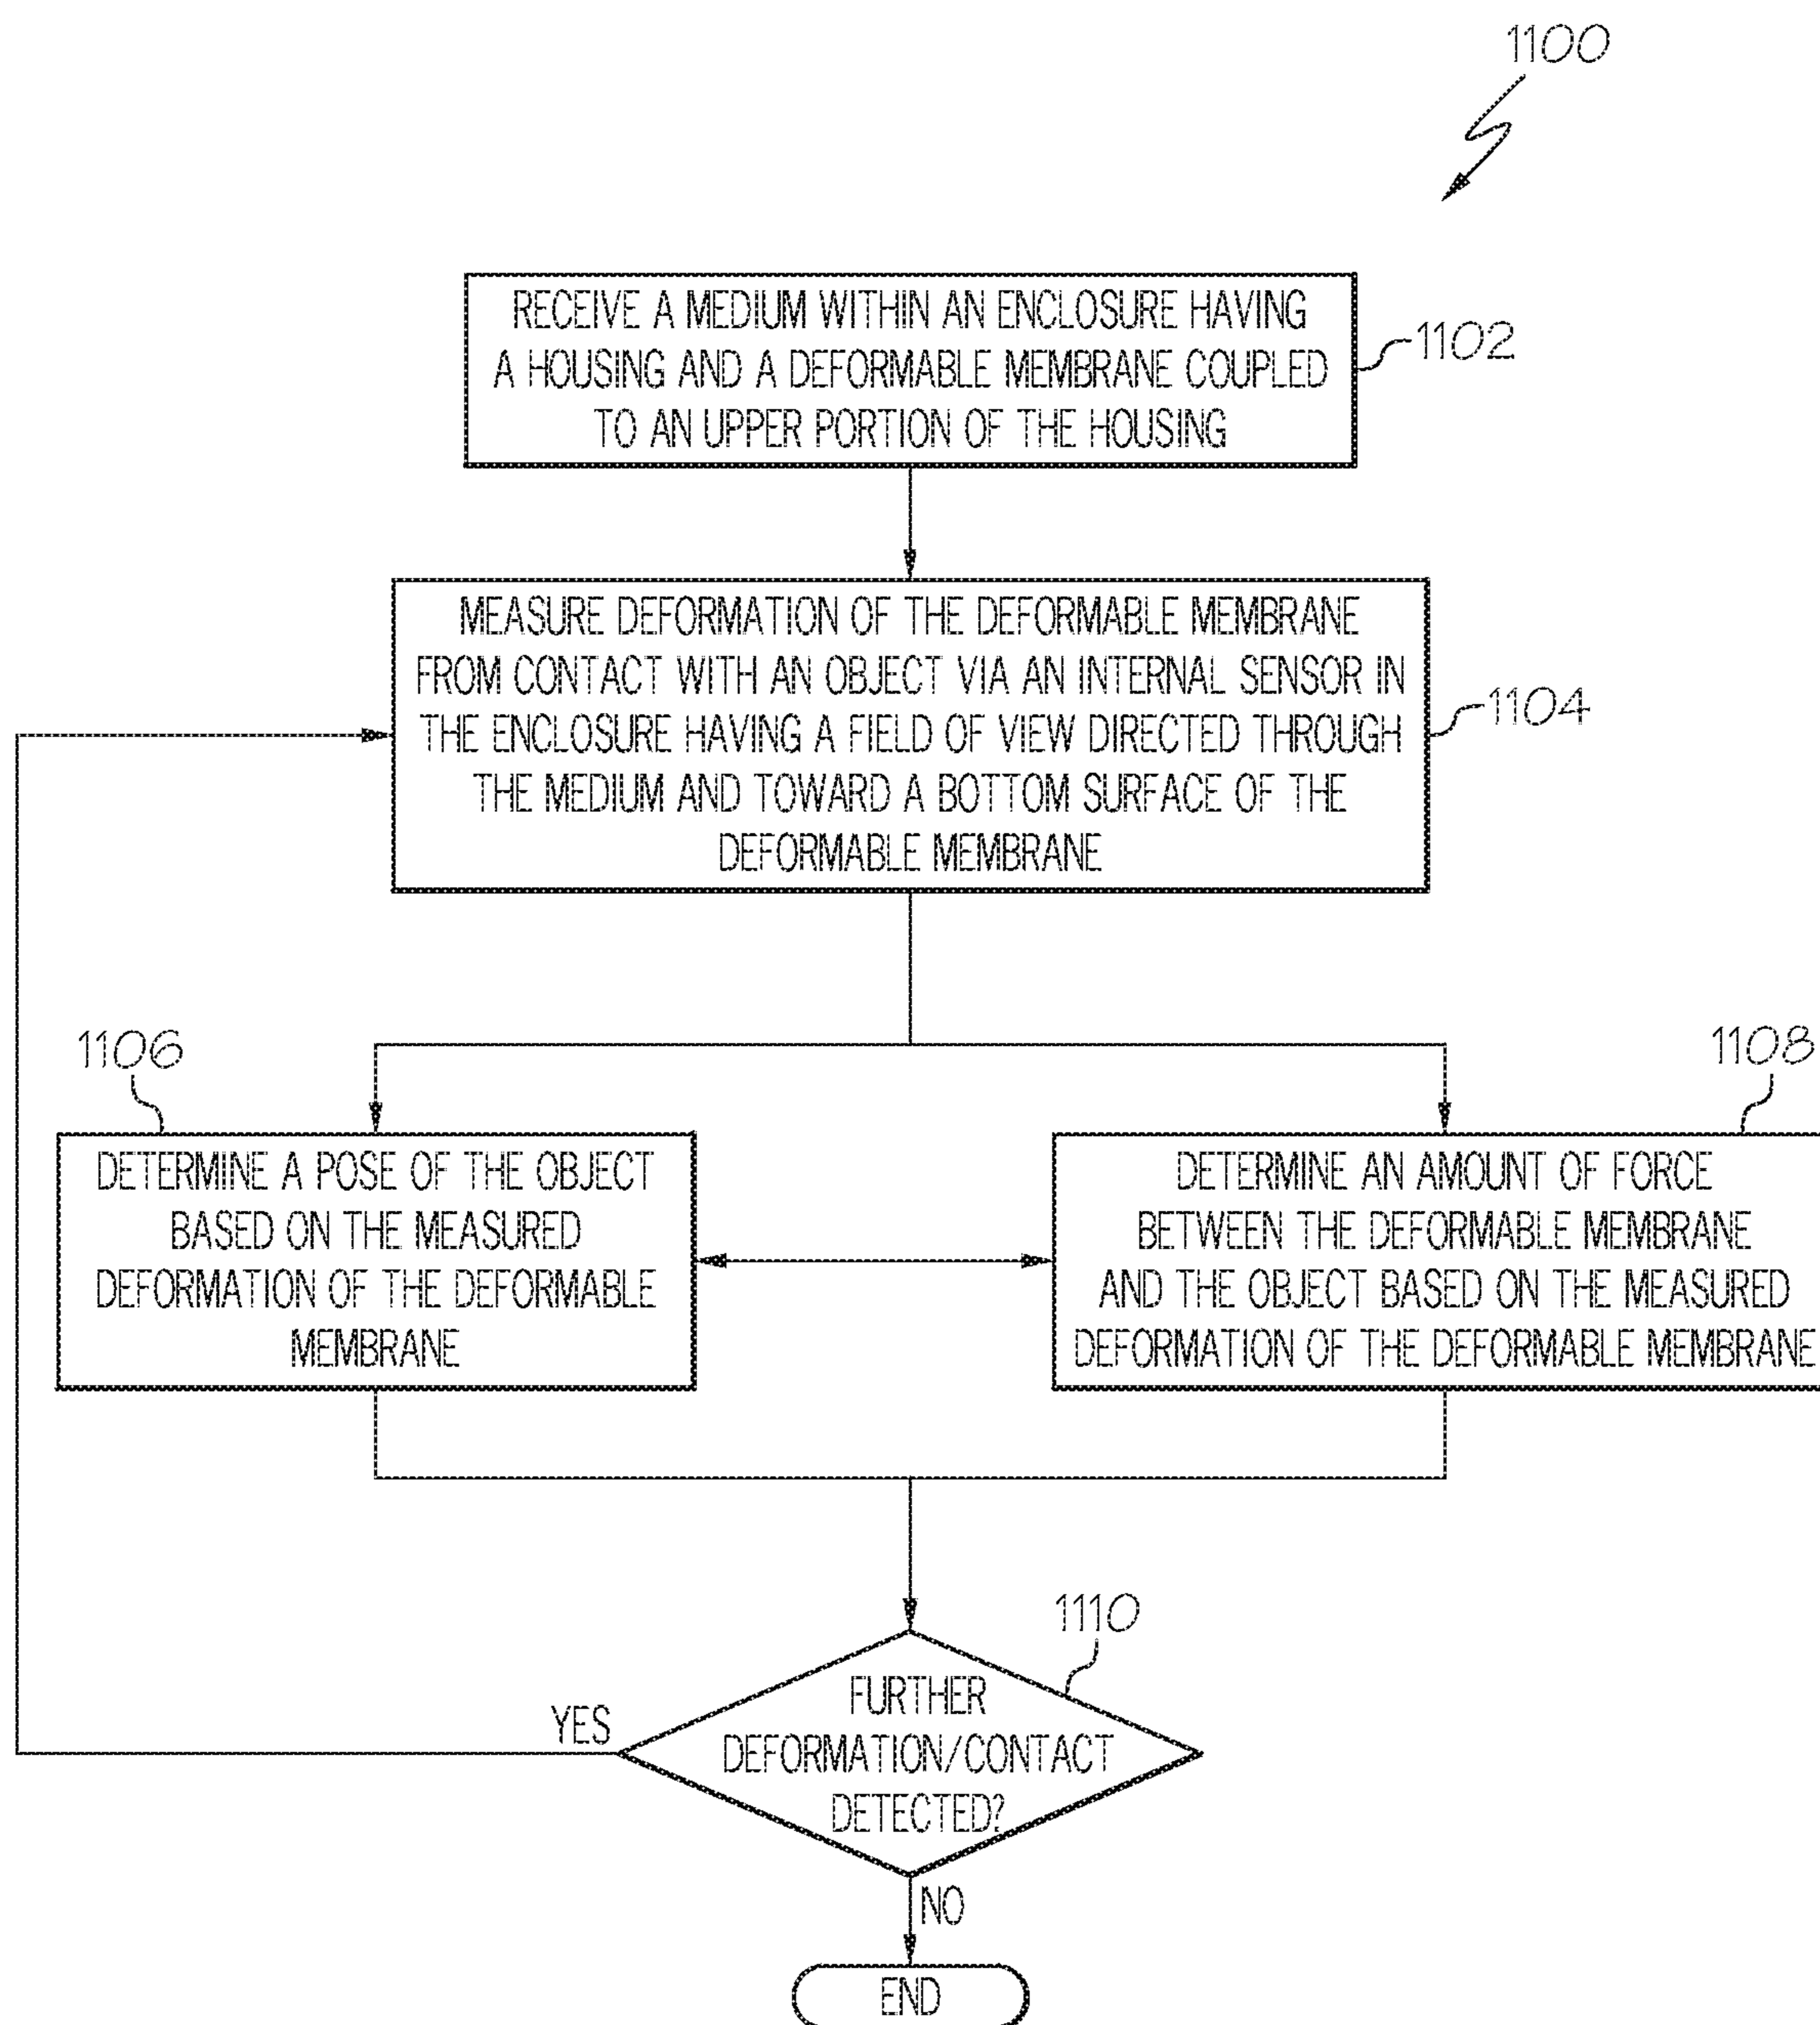 1100
RECEIVE A MEDIUM WITHIN AN ENCLOSURE HAVING
A HOUSING AND A DEFORMABLE MEMBRANE COUPLED
TO AN UPPER PORTION OF THE HOUSING
1102
MEASURE DEFORMATION OF THE DEFORMABLE MEMBRANE
FROM CONTACT WITH AN OBJECT VIA AN INTERNAL SENSOR IN
THE ENCLOSURE HAVING A FIELD OF VIEW DIRECTED THROUGH
THE MEDIUM AND TOWARD A BOTTOM SURFACE OF THE
DEFORMABLE MEMBRANE
1104
1106
DETERMINE A POSE OF THE OBJECT
BASED ON THE MEASURED
DEFORMATION OF THE DEFORMABLE
MEMBRANE
1108
DETERMINE AN AMOUNT OF FORCE
BETWEEN THE DEFORMABLE MEMBRANE
AND THE OBJECT BASED ON THE MEASURED
DEFORMATION OF THE DEFORMABLE MEMBRANE
1110
FURTHER
DEFORMATION/CONTACT
DETECTED?
YES
NO
END